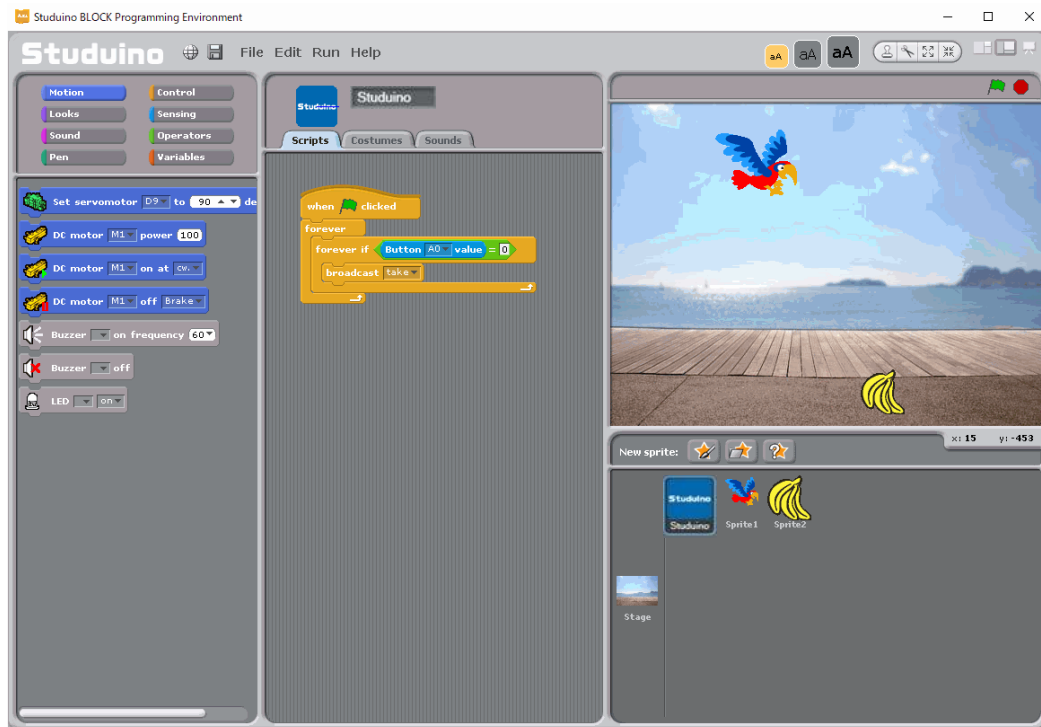 Studuino BLOCK Programming Environment
Studuino File Edit Run Help aA aA aA
Motion Control
Looks Sensing
Sound Operators
Pen Variables
Set servomotor D9 to 90 de
DC motor M1 power 100
DC motor M1 on at cw.
DC motor M1 off Brake
Buzzer on frequency 60
Buzzer off
LED on
Studuino Studuino
Scripts Costumes Sounds
when clicked
forever
forever if Button A0 value = 0
broadcast take
x: 15 y: -453
New sprite:
Studuino
Studuino Sprite1 Sprite2
Stage